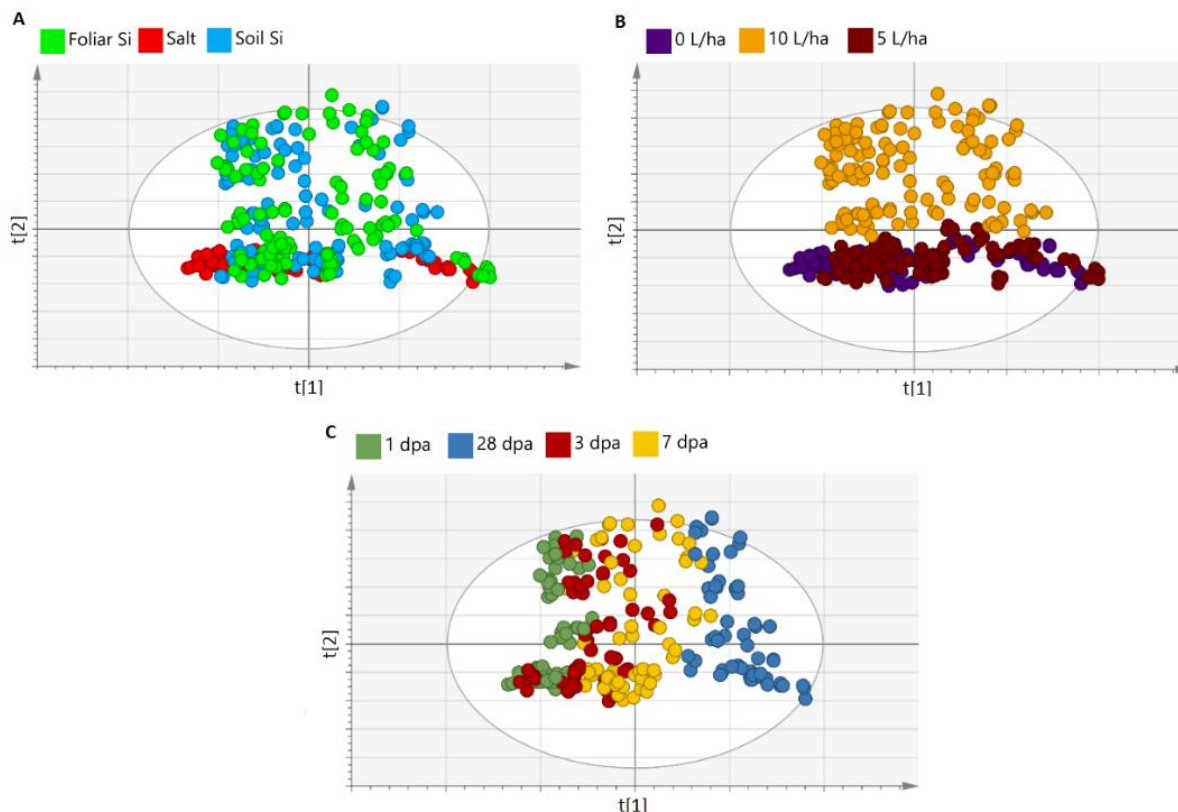 A
Foliar Si Salt Soil Si
t[2]
t[1]
B
0 L/ha 10 L/ha 5 L/ha
t[2]
t[1]
C
1 dpa 28 dpa 3 dpa 7 dpa
t[2]
t[1]